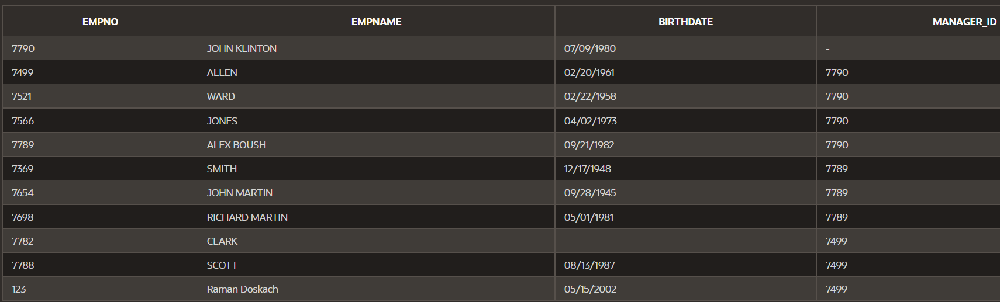 EMPNO EMPNAME BIRTHDATE MANAGER_ID
7790 JOHN KLINTON 07/09/1980 -
7499 ALLEN 02/20/1961 7790
7521 WARD 02/22/1958 7790
7566 JONES 04/02/1973 7790
7789 ALEX BOUSH 09/21/1982 7790
7369 SMITH 12/17/1948 7789
7654 JOHN MARTIN 09/28/1945 7789
7698 RICHARD MARTIN 05/01/1981 7789
7782 CLARK - 7499
7788 SCOTT 08/13/1987 7499
123 Raman Doskach 05/15/2002 7499